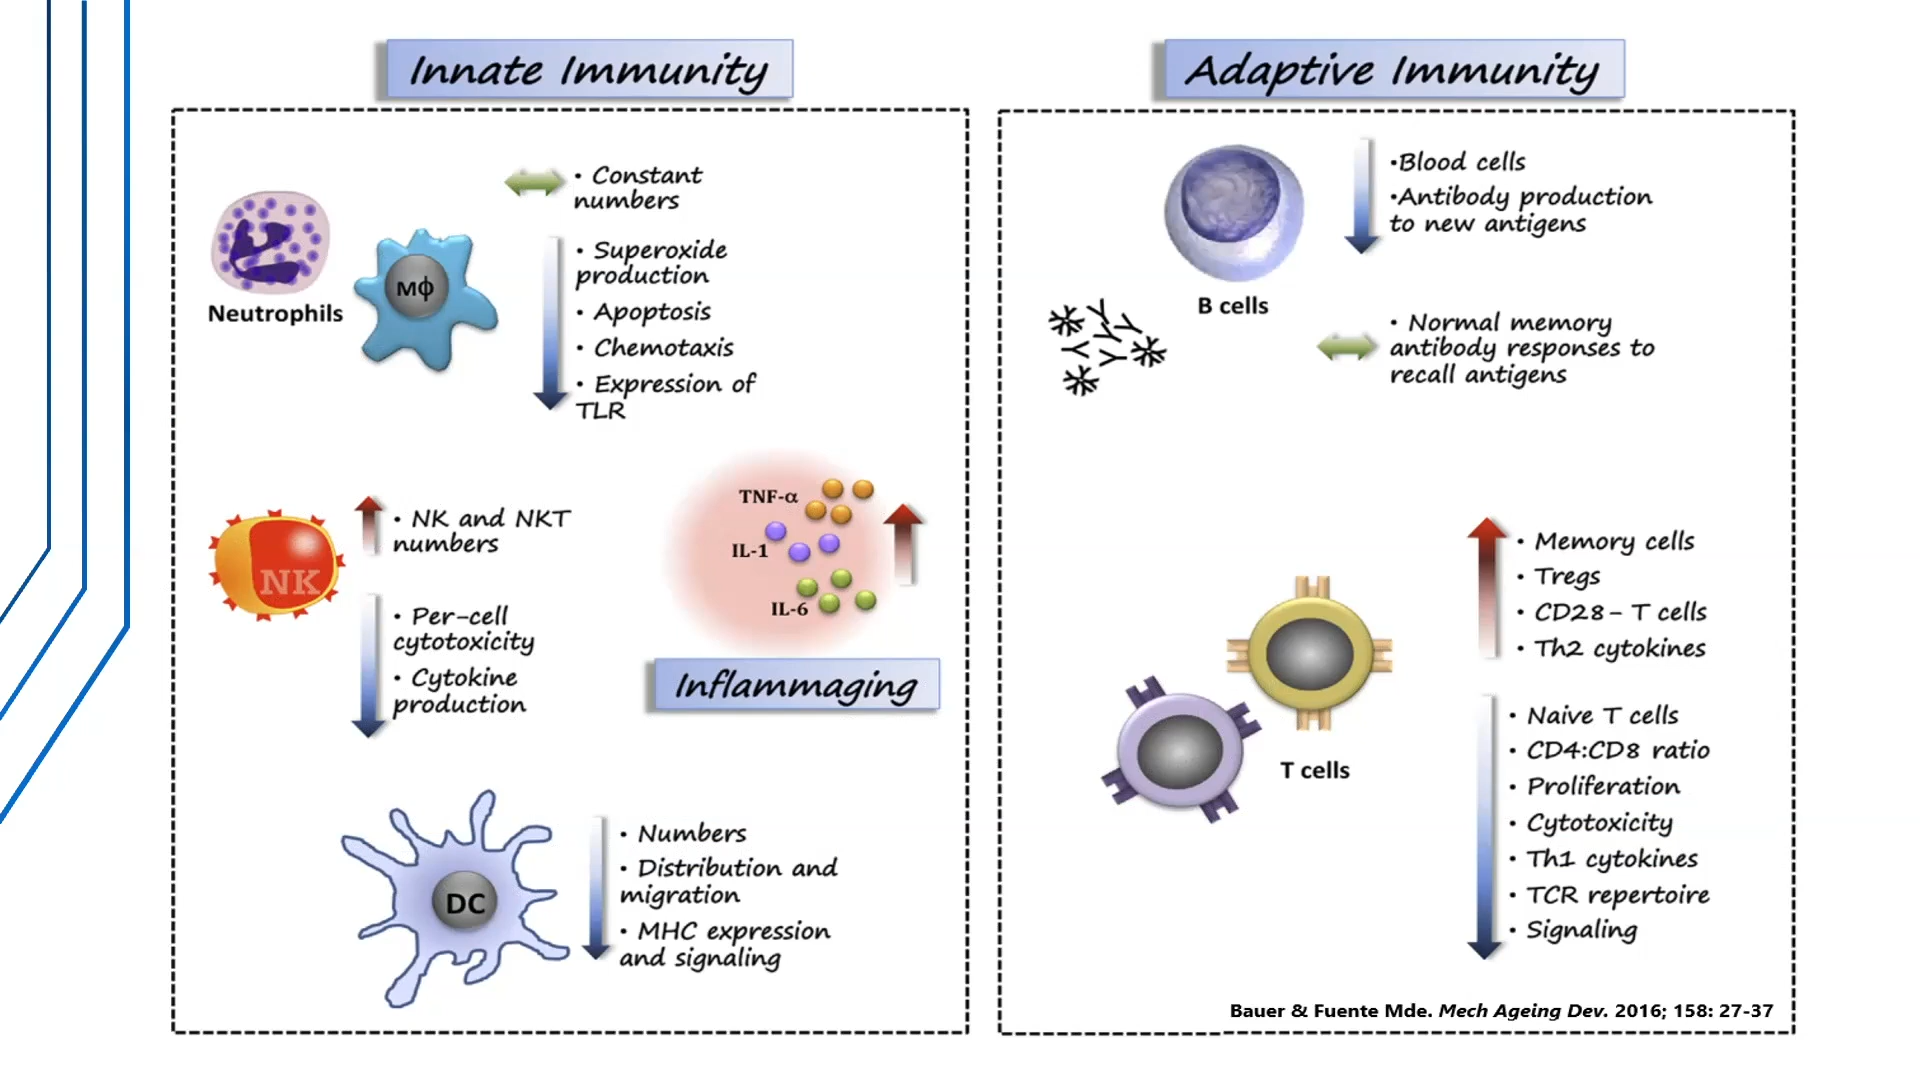 Innate Immunity
• Constant
numbers
• Superoxide
production
• Apoptosis
• Chemotaxis
• Expression of
TLR
Neutrophils
MΦ
NK
• NK and NKT
numbers
• Per-cell
cytotoxicity
• Cytokine
production
TNF-α
IL-1
IL-6
Inflammaging
DC
• Numbers
• Distribution and
migration
• MHC expression
and signaling
Adaptive Immunity
•Blood cells
•Antibody production
to new antigens
B cells
• Normal memory
antibody responses to
recall antigens
T cells
• Memory cells
• Tregs
• CD28- T cells
• Th2 cytokines
• Naive T cells
• CD4:CD8 ratio
• Proliferation
• Cytotoxicity
• Th1 cytokines
• TCR repertoire
• Signaling
Bauer & Fuente Mde. Mech Ageing Dev. 2016; 158: 27-37